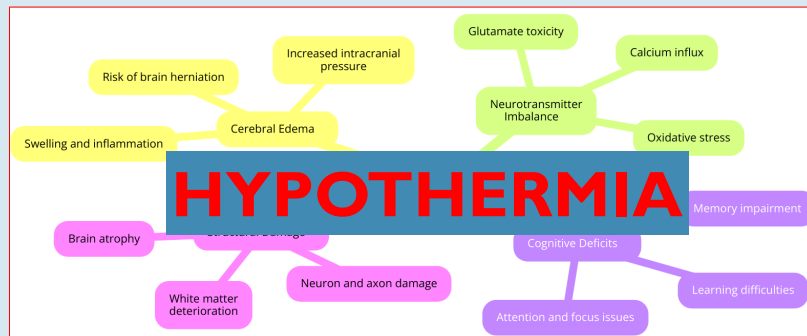 Glutamate toxicity
Increased intracranial
pressure
Calcium influx
Risk of brain herniation
Neurotransmitter
Imbalance
Cerebral Edema
Swelling and inflammation
Oxidative stress
HYPOTHERMIA
Memory impairment
Brain atrophy
Structural Damage
Cognitive Deficits
Neuron and axon damage
White matter
deterioration
Learning difficulties
Attention and focus issues